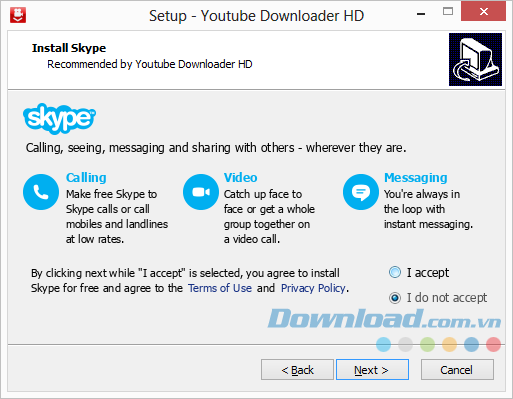 Setup - Youtube Downloader HD
Install Skype
Recommended by Youtube Downloader HD
skype™
Calling, seeing, messaging and sharing with others - wherever they are.
Calling
Make free Skype to
Skype calls or call
mobiles and landlines
at low rates.
Video
Catch up face to
face or get a whole
group together on
a video call.
Messaging
You're always in
the loop with
instant messaging.
By clicking next while "I accept" is selected, you agree to install
Skype for free and agree to the Terms of Use and Privacy Policy.
I accept
I do not accept
Download.com.vn
< Back
Next >
Cancel